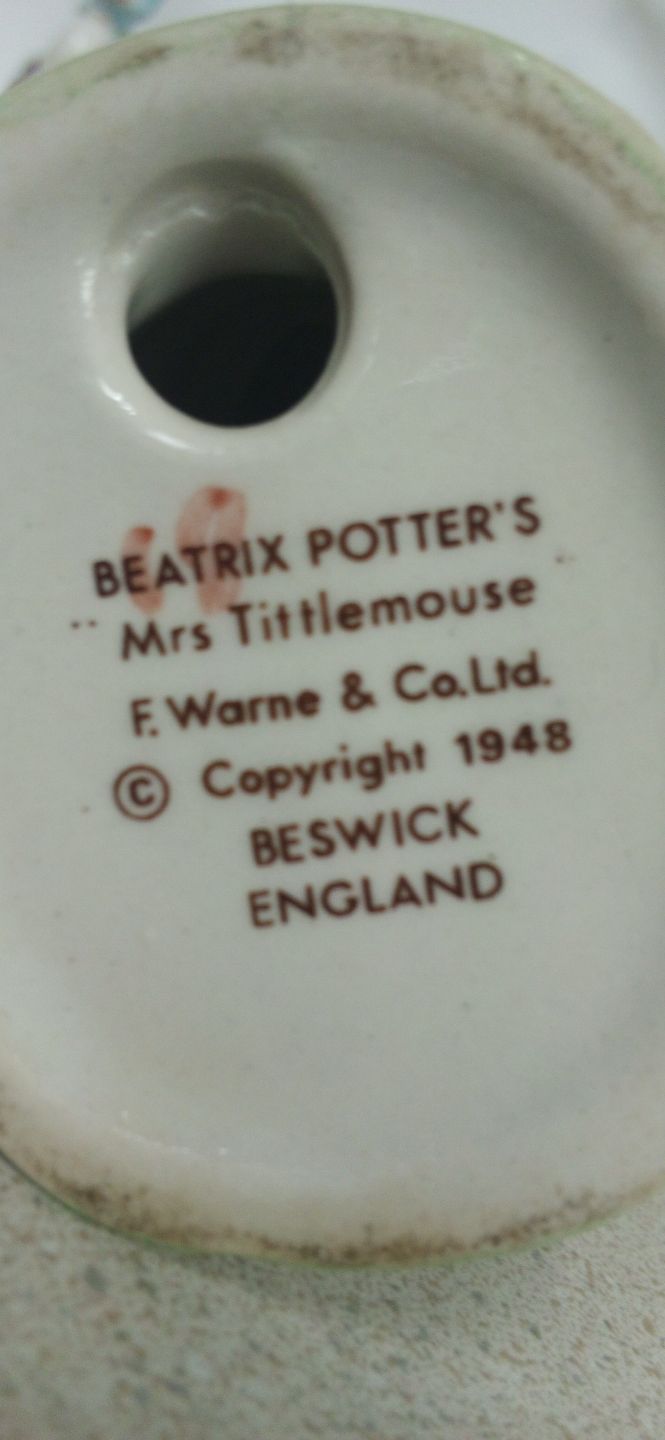 BEATRIX POTTER'S
"Mrs Tittlemouse"
F. Warne & Co. Ltd.
© Copyright 1948
BESWICK
ENGLAND